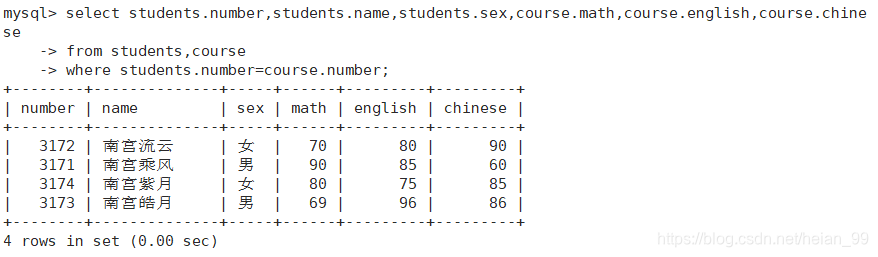 mysql> select students.number,students.name,students.sex,course.math,course.english,course.chine
se
    -> from students,course
    -> where students.number=course.number;
+--------+--------------+-----+------+---------+---------+
| number | name         | sex | math | english | chinese |
+--------+--------------+-----+------+---------+---------+
|   3172 | 南宫流云     | 女  |   70 |      80 |      90 |
|   3171 | 南宫乘风     | 男  |   90 |      85 |      60 |
|   3174 | 南宫紫月     | 女  |   80 |      75 |      85 |
|   3173 | 南宫皓月     | 男  |   69 |      96 |      86 |
+--------+--------------+-----+------+---------+---------+
4 rows in set (0.00 sec)
https://blog.csdn.net/heian_99